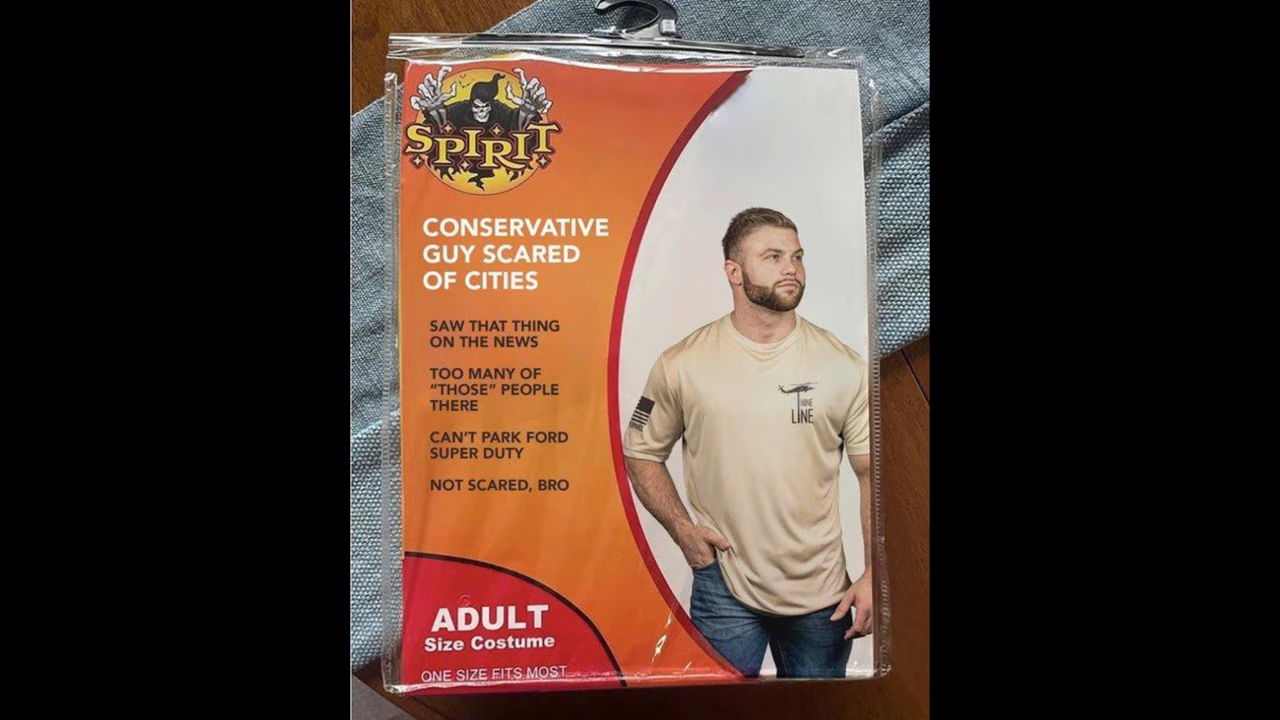 SPIRIT
CONSERVATIVE
GUY SCARED
OF CITIES
SAW THAT THING
ON THE NEWS
TOO MANY OF
“THOSE” PEOPLE
THERE
CAN’T PARK FORD
SUPER DUTY
NOT SCARED, BRO
NINE
LINE
ADULT
Size Costume
ONE SIZE FITS MOST